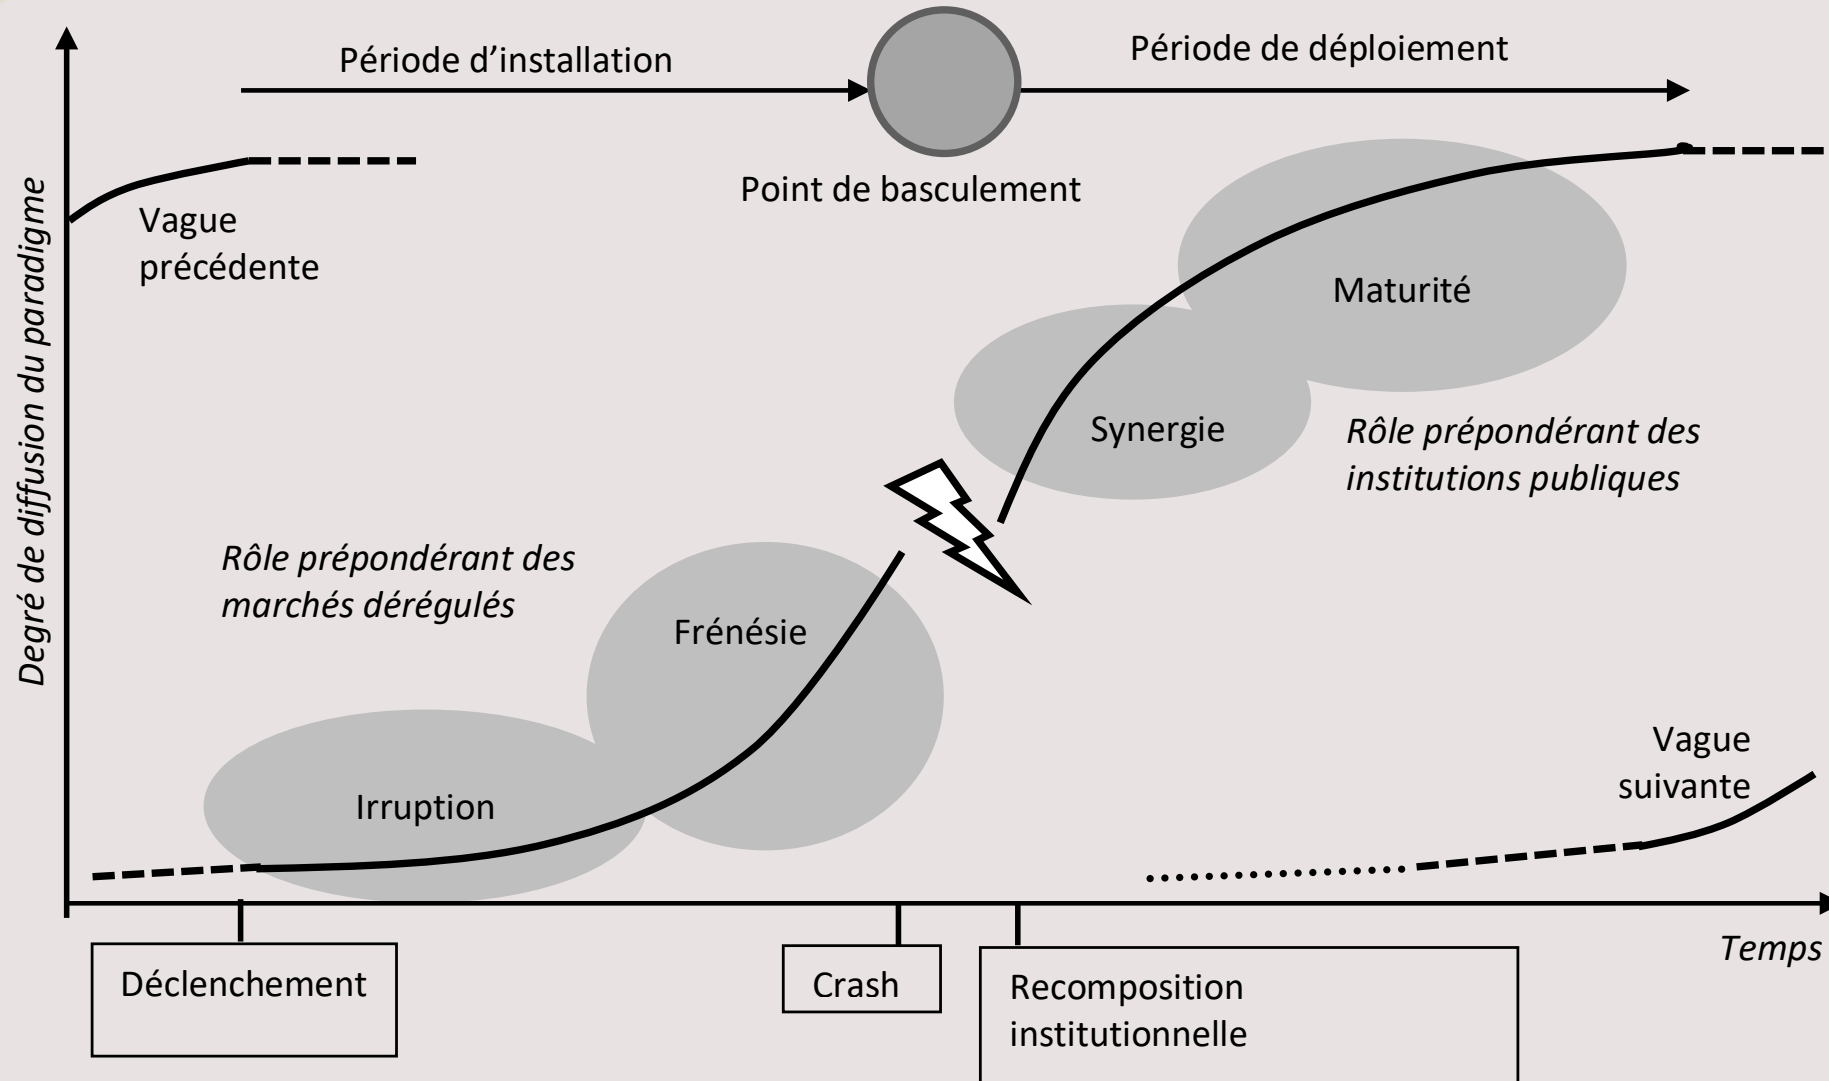 Période d’installation
Période de déploiement
Point de basculement
Vague
précédente
Degré de diffusion du paradigme
Maturité
Synergie
Rôle prépondérant des
institutions publiques
Rôle prépondérant des
marchés dérégulés
Frénésie
Irruption
Vague
suivante
Temps
Déclenchement
Crash
Recomposition
institutionnelle